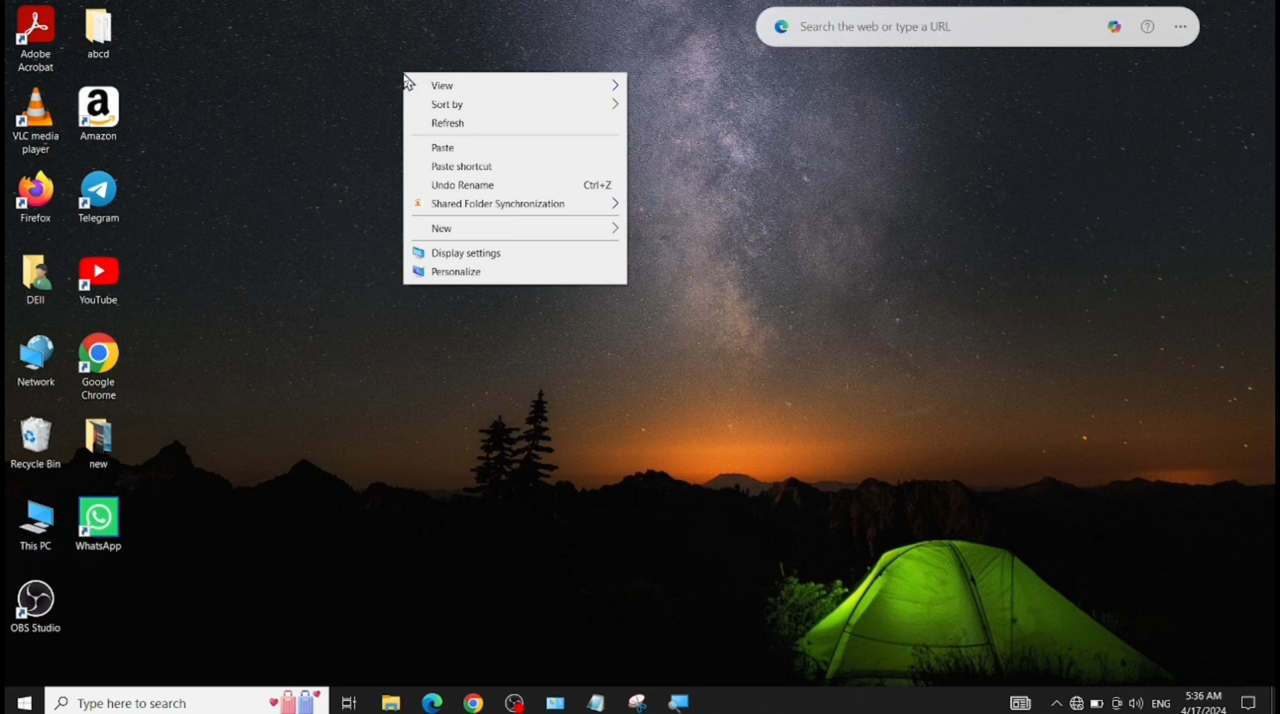 Adobe
Acrobat
abcd
VLC media
player
Amazon
Firefox
Telegram
DEll
YouTube
Network
Google
Chrome
Recycle Bin
new
This PC
WhatsApp
OBS Studio
Search the web or type a URL
View
Sort by
Refresh
Paste
Paste shortcut
Undo Rename Ctrl+Z
Shared Folder Synchronization
New
Display settings
Personalize
Type here to search
ENG
5:36 AM
4/17/2024